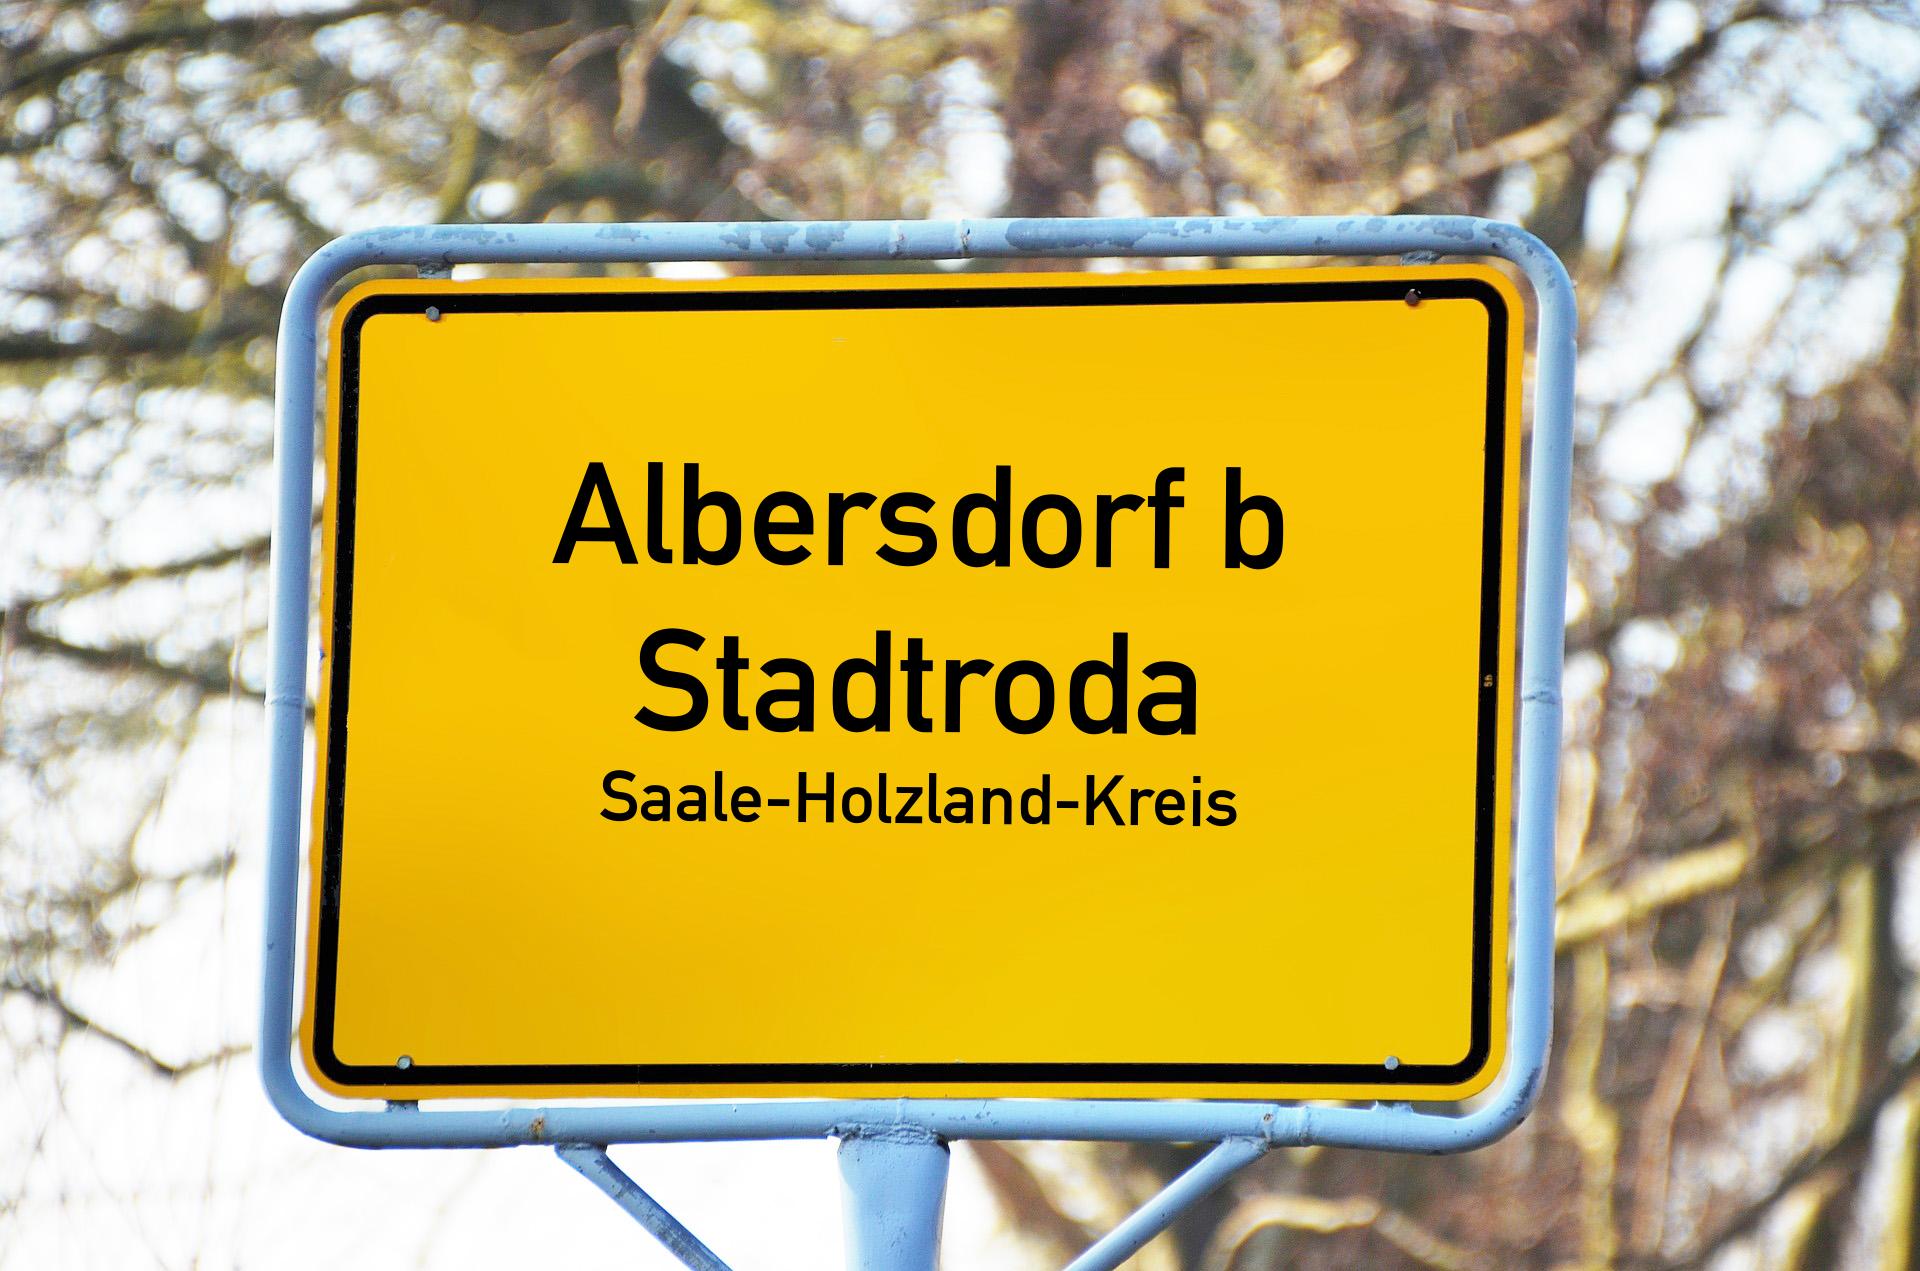 Albersdorf b
Stadtroda
Saale-Holzland-Kreis